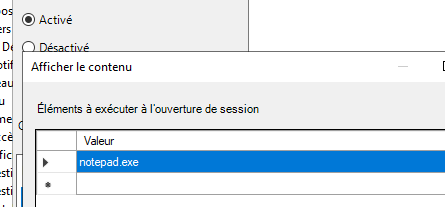 Activé
Désactivé
Afficher le contenu
Éléments à exécuter à l'ouverture de session
Valeur
notepad.exe